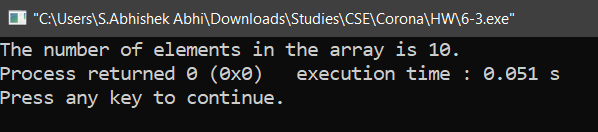 "C:\Users\S.Abhishek Abhi\Downloads\Studies\CSE\Corona\HW\6-3.exe"
The number of elements in the array is 10.
Process returned 0 (0x0)   execution time : 0.051 s
Press any key to continue.